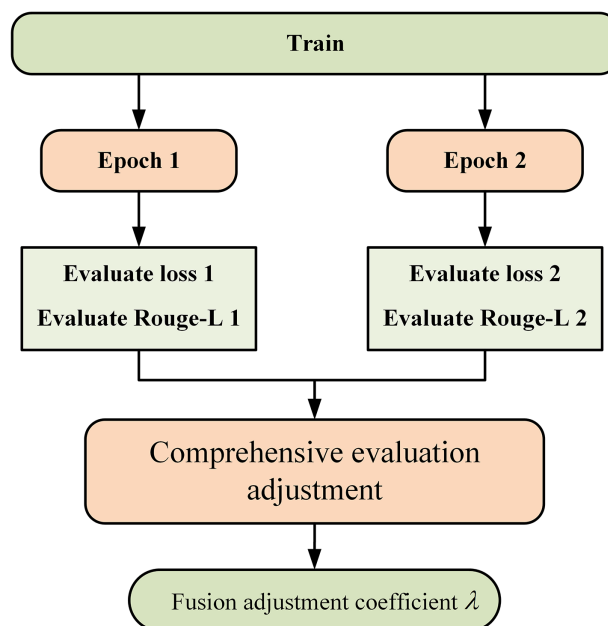 Train
Epoch 1
Epoch 2
Evaluate loss 1
Evaluate Rouge-L 1
Evaluate loss 2
Evaluate Rouge-L 2
Comprehensive evaluation
adjustment
Fusion adjustment coefficient λ